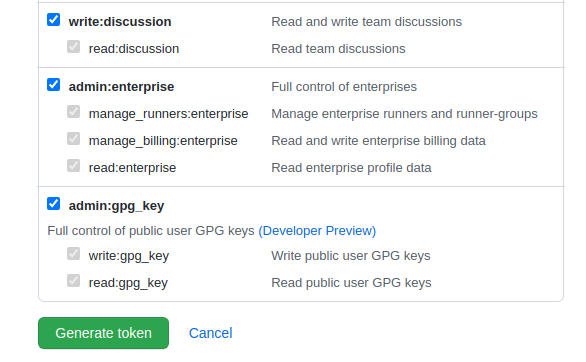 write:discussion Read and write team discussions
read:discussion Read team discussions
admin:enterprise Full control of enterprises
manage_runners:enterprise Manage enterprise runners and runner-groups
manage_billing:enterprise Read and write enterprise billing data
read:enterprise Read enterprise profile data
admin:gpg_key
Full control of public user GPG keys (Developer Preview)
write:gpg_key Write public user GPG keys
read:gpg_key Read public user GPG keys
Generate token Cancel